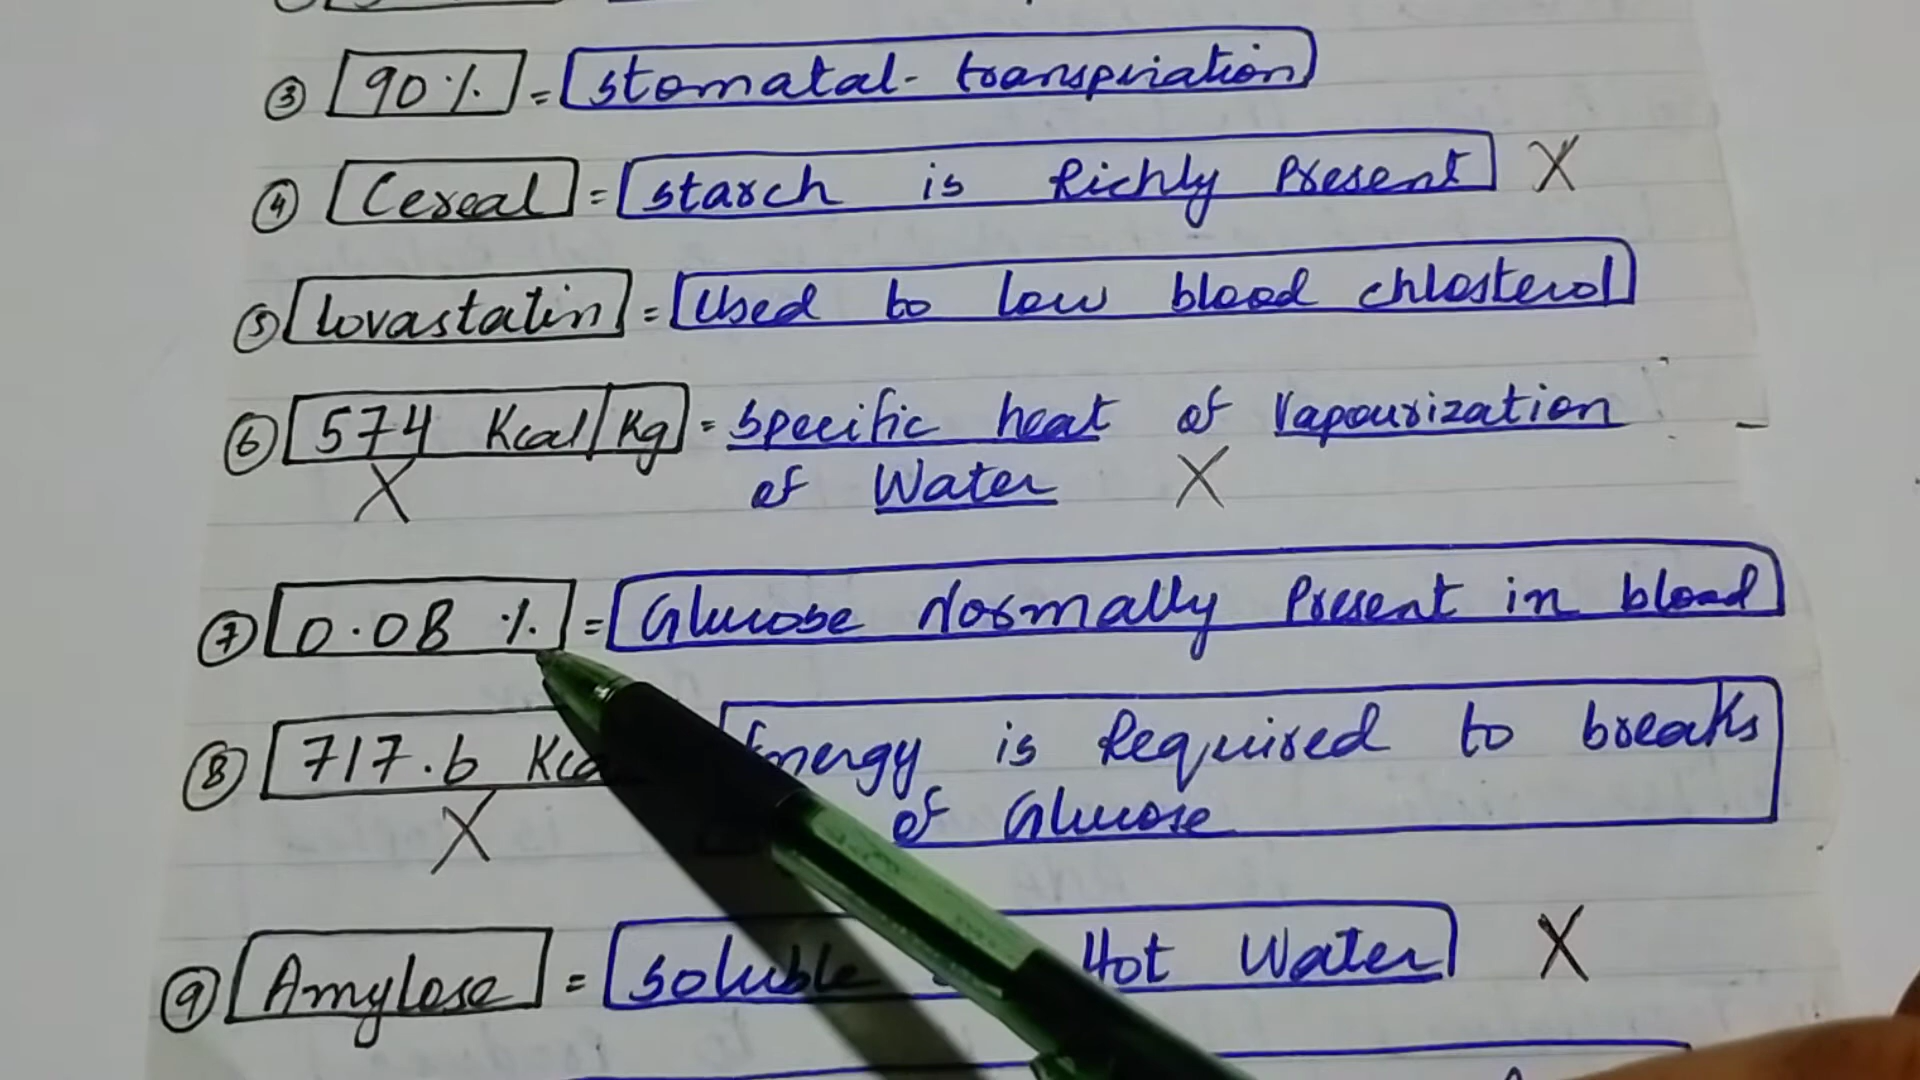 ③ 90% = stomatal- transpiration
④ Cereal = starch is Richly Present X
⑤ lovastatin = Used to low blood chlosterol
⑥ 574 Kcal/Kg = specific heat of Vapourization
X of Water X
⑦ 0.08 % = Glucose Normally Present in blood
⑧ 717.6 Energy is Required to breaks
X of Glucose
⑨ Amylose = soluble Hot Water X